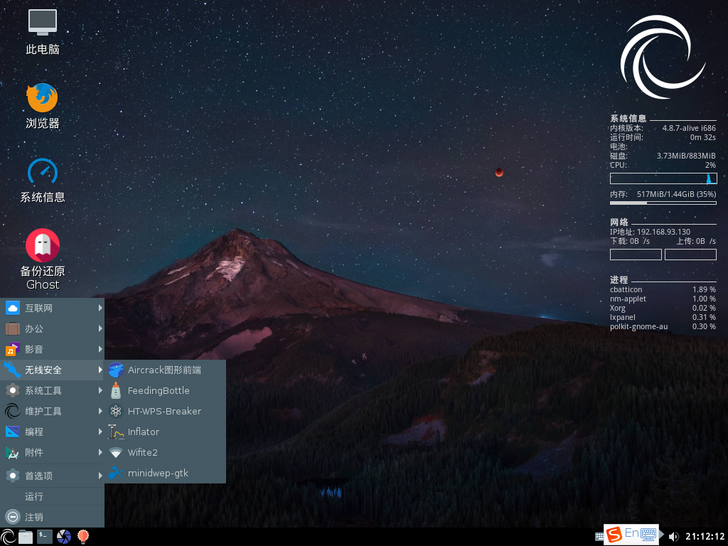 此电脑
浏览器
系统信息
备份还原
Ghost
系统信息
内核版本: 4.8.7-alive i686
运行时间: 0m 32s
电池:
磁盘: 3.73MiB/883MiB
CPU: 2%
内存: 517MiB/1.44GiB (35%)
网络
IP地址: 192.168.93.130
下载: 0B /s 上传: 0B /s
进程
cbatticon 1.89 %
nm-applet 1.00 %
Xorg 0.02 %
lxpanel 0.31 %
polkit-gnome-au 0.30 %
互联网
办公
影音
无线安全
系统工具
维护工具
编程
附件
首选项
运行
注销
Aircrack图形前端
FeedingBottle
HT-WPS-Breaker
Inflator
Wifite2
minidwep-gtk
S En
21:12:12